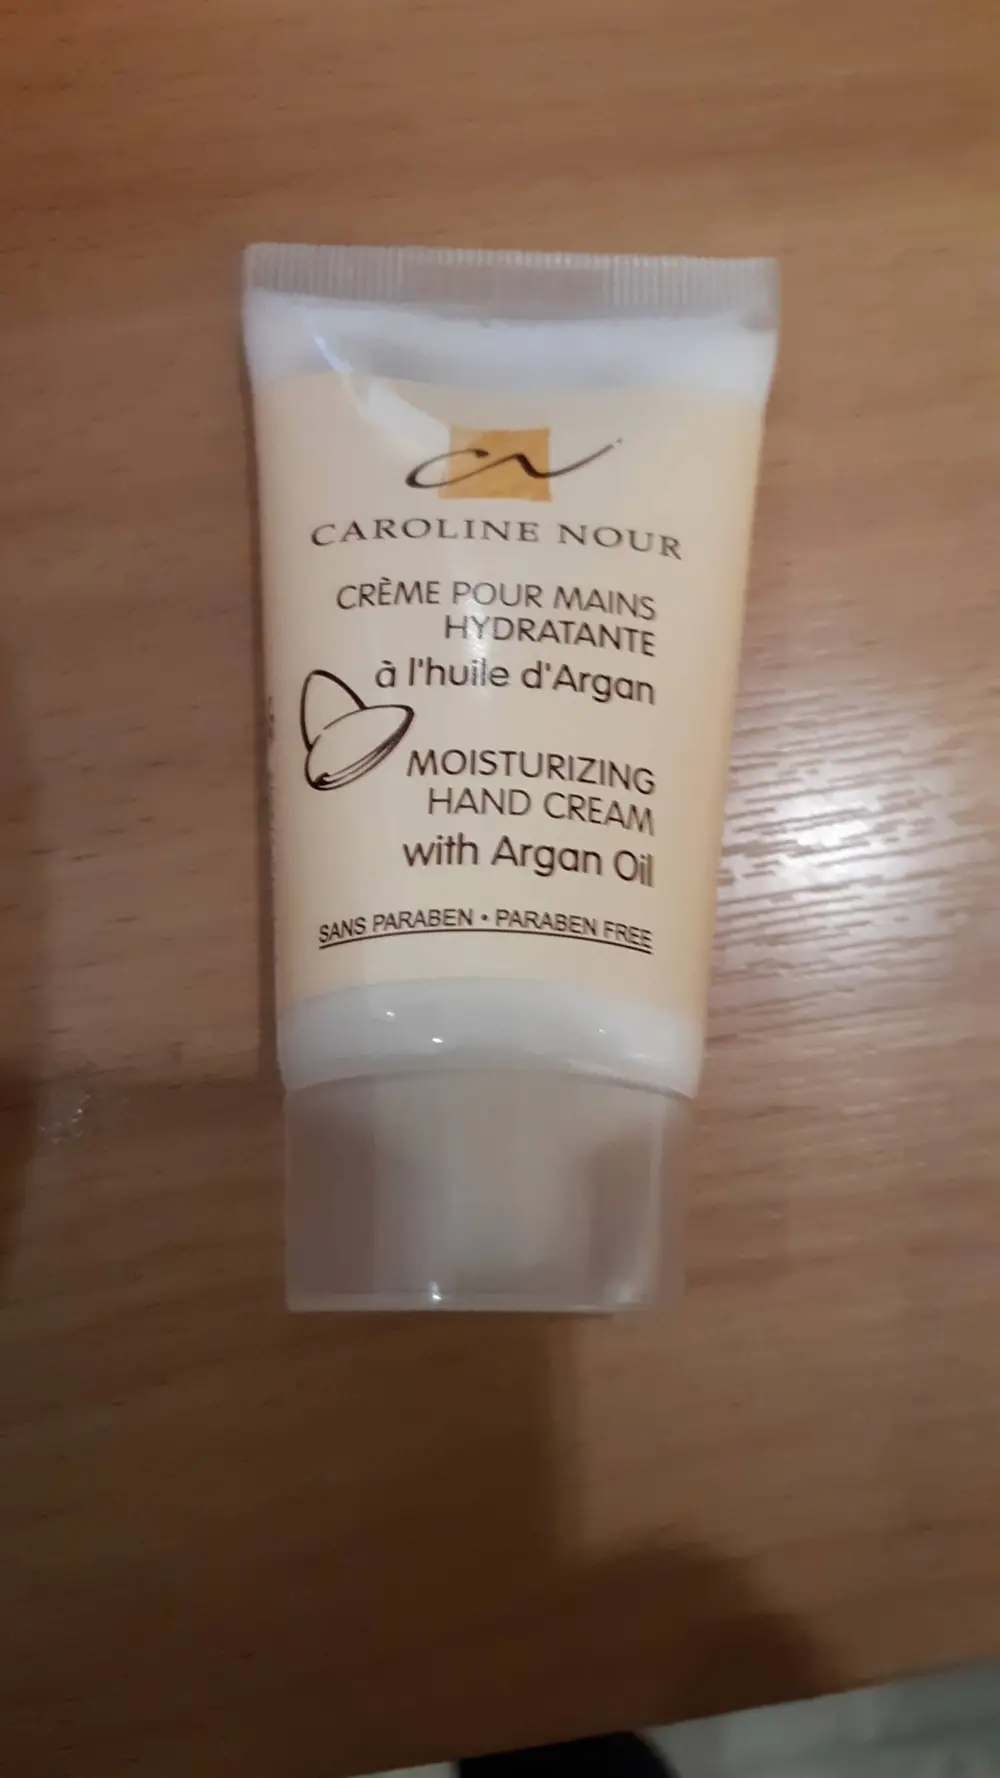 CN
CAROLINE NOUR
CRÈME POUR MAINS
HYDRATANTE
à l'huile d'Argan
MOISTURIZING
HAND CREAM
with Argan Oil
SANS PARABEN • PARABEN FREE